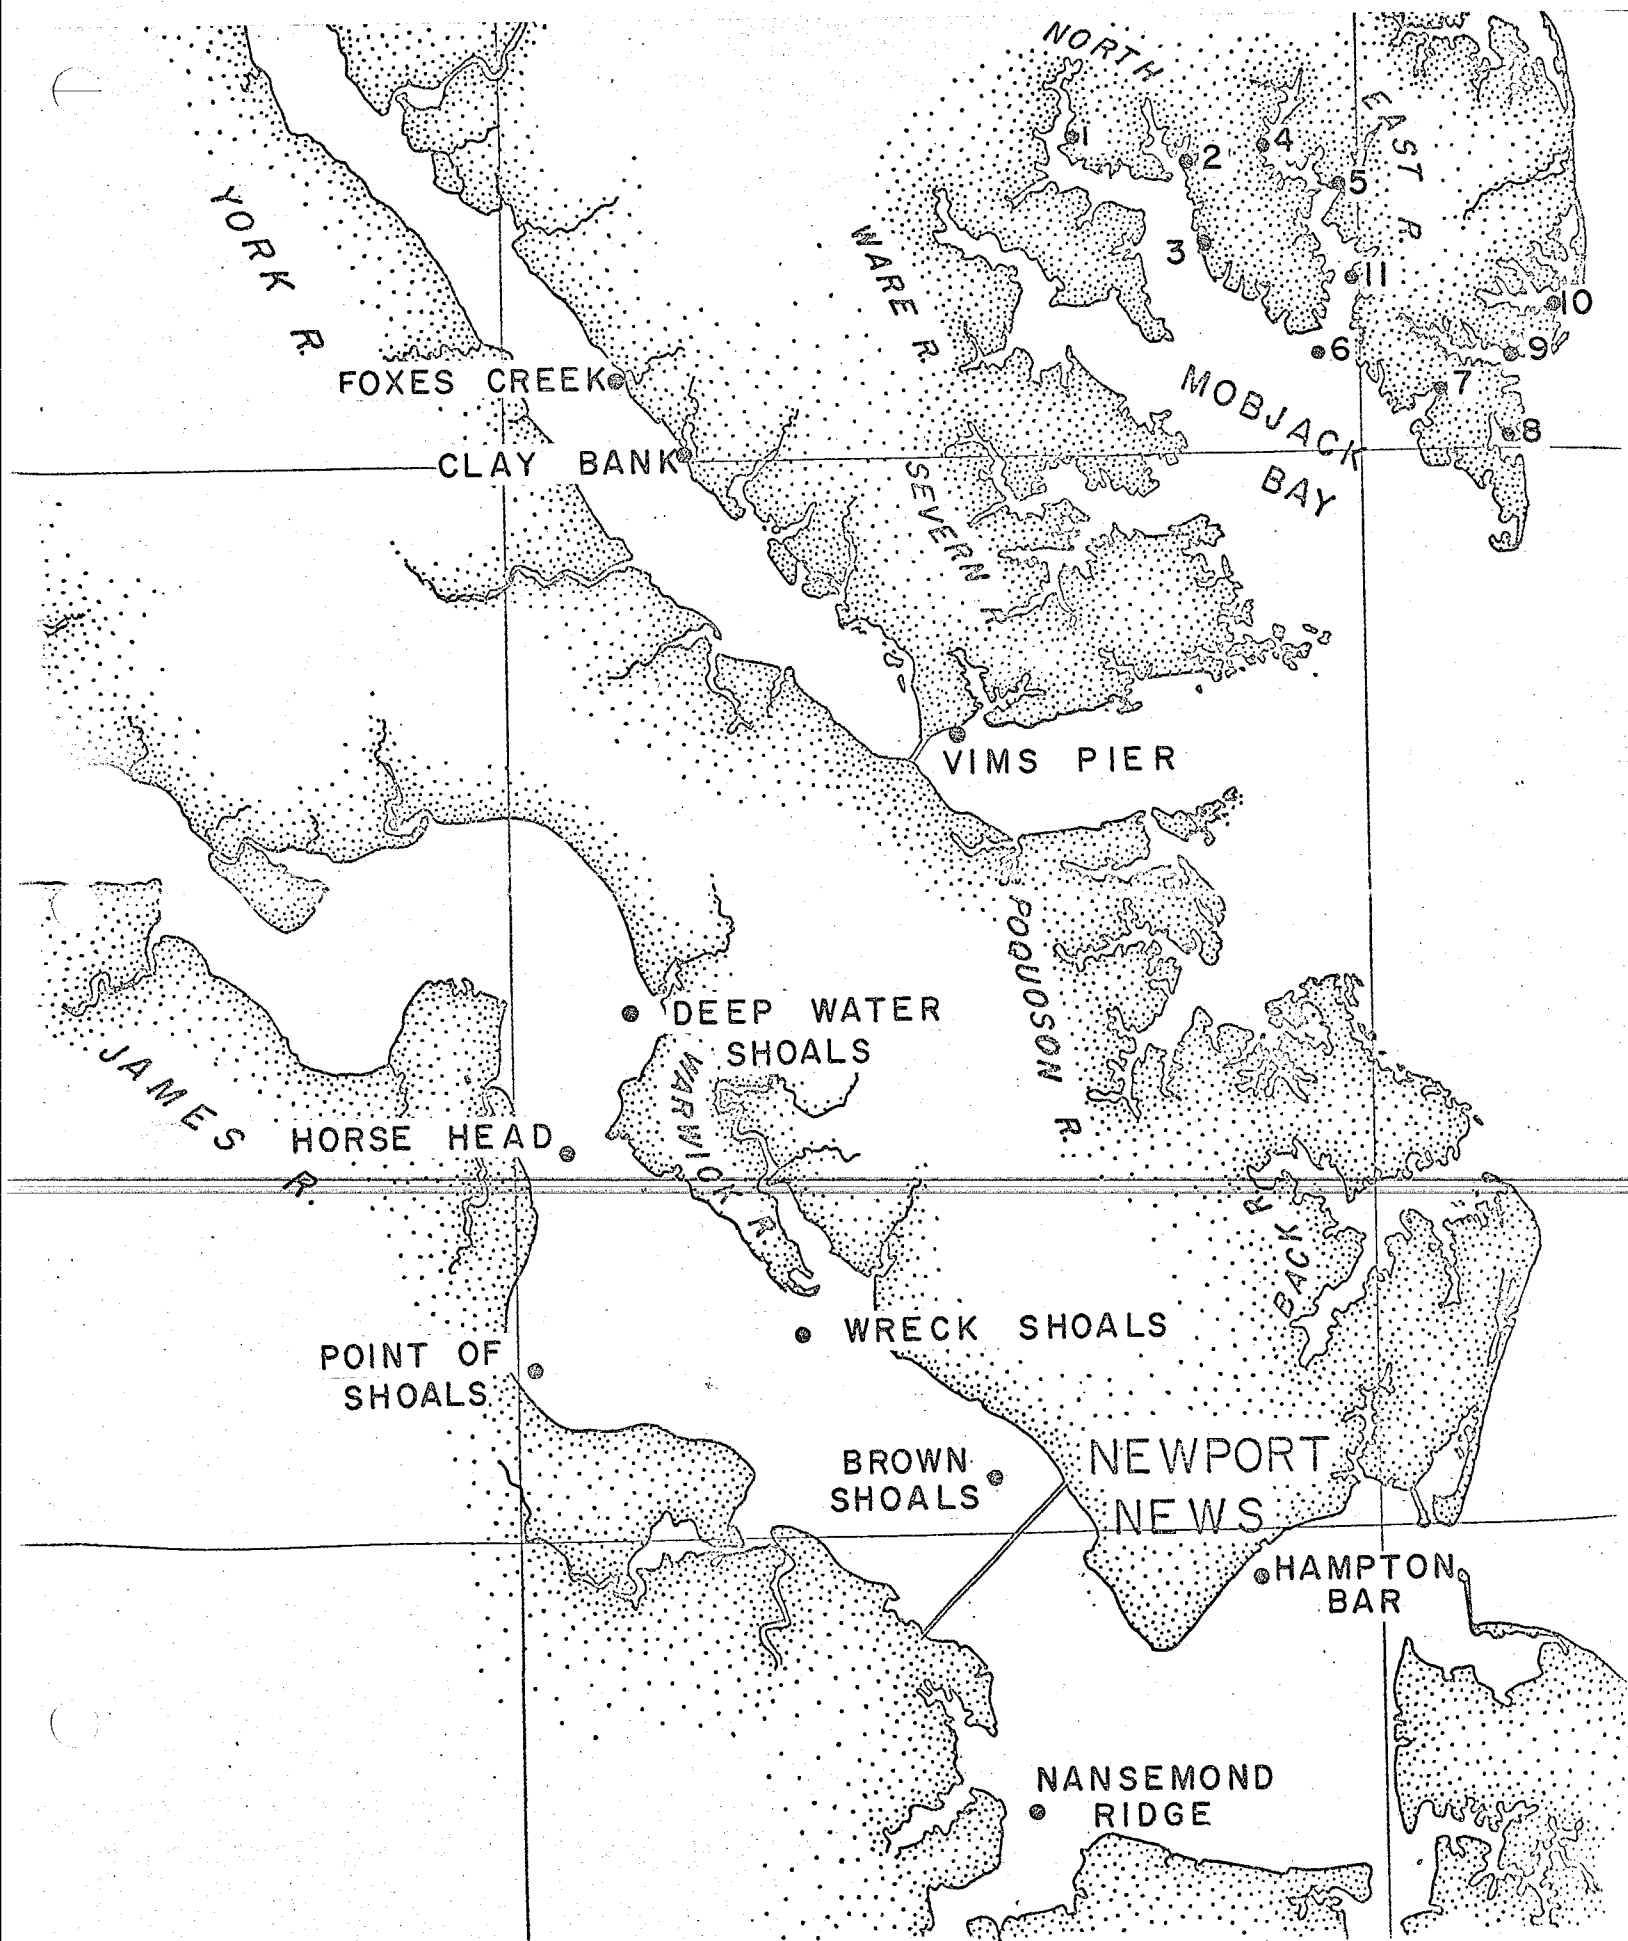 NORTH
EAST R.
1
2
4
5
3
11
10
6
9
7
8
YORK R.
WARE R.
FOXES CREEK
MOBJACK
BAY
CLAY BANK
SEVERN R
VIMS PIER
POQUOSON R.
DEEP WATER
SHOALS
JAMES R.
WARWICK R
HORSE HEAD
BACK R.
WRECK SHOALS
POINT OF
SHOALS
BROWN
SHOALS
NEWPORT
NEWS
HAMPTON
BAR
NANSEMOND
RIDGE